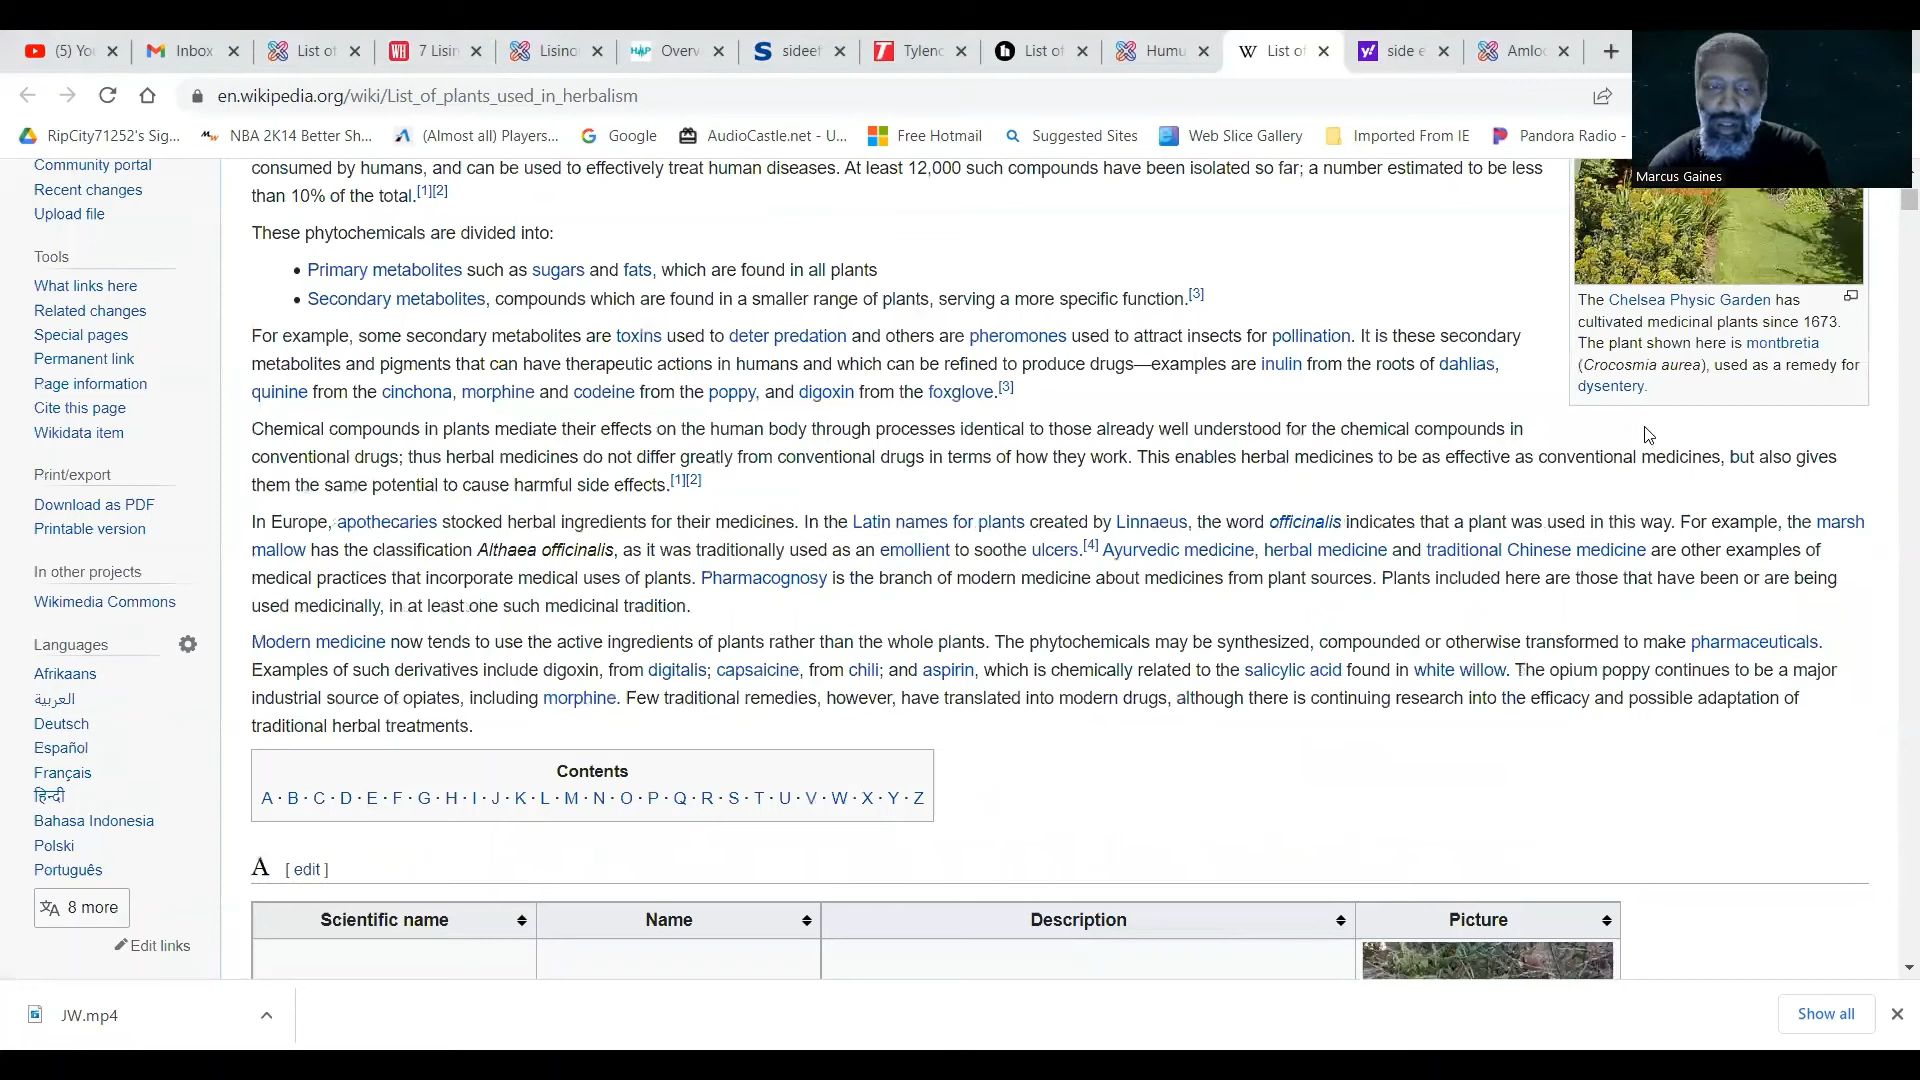 (5) Yo
Inbox
List of
7 Lisin
Lisino
H&P
Overv
S
sideef
T
Tylenc
h
List of
Humu
W
List of
y!
side e
Amlod
en.wikipedia.org/wiki/List_of_plants_used_in_herbalism
RipCity71252's Sig...
NBA 2K14 Better Sh...
(Almost all) Players...
Google
AudioCastle.net - U...
Free Hotmail
Suggested Sites
Web Slice Gallery
Imported From IE
Pandora Radio -
Marcus Gaines
Community portal
Recent changes
Upload file
Tools
What links here
Related changes
Special pages
Permanent link
Page information
Cite this page
Wikidata item
Print/export
Download as PDF
Printable version
In other projects
Wikimedia Commons
Languages
Afrikaans
العربية
Deutsch
Español
Français
हिन्दी
Bahasa Indonesia
Polski
Português
8 more
Edit links
consumed by humans, and can be used to effectively treat human diseases. At least 12,000 such compounds have been isolated so far; a number estimated to be less
than 10% of the total.[1][2]
These phytochemicals are divided into:
• Primary metabolites such as sugars and fats, which are found in all plants
• Secondary metabolites, compounds which are found in a smaller range of plants, serving a more specific function.[3]
For example, some secondary metabolites are toxins used to deter predation and others are pheromones used to attract insects for pollination. It is these secondary
metabolites and pigments that can have therapeutic actions in humans and which can be refined to produce drugs—examples are inulin from the roots of dahlias,
quinine from the cinchona, morphine and codeine from the poppy, and digoxin from the foxglove.[3]
Chemical compounds in plants mediate their effects on the human body through processes identical to those already well understood for the chemical compounds in
conventional drugs; thus herbal medicines do not differ greatly from conventional drugs in terms of how they work. This enables herbal medicines to be as effective as conventional medicines, but also gives
them the same potential to cause harmful side effects.[1][2]
In Europe, apothecaries stocked herbal ingredients for their medicines. In the Latin names for plants created by Linnaeus, the word officinalis indicates that a plant was used in this way. For example, the marsh
mallow has the classification Althaea officinalis, as it was traditionally used as an emollient to soothe ulcers.[4] Ayurvedic medicine, herbal medicine and traditional Chinese medicine are other examples of
medical practices that incorporate medical uses of plants. Pharmacognosy is the branch of modern medicine about medicines from plant sources. Plants included here are those that have been or are being
used medicinally, in at least one such medicinal tradition.
Modern medicine now tends to use the active ingredients of plants rather than the whole plants. The phytochemicals may be synthesized, compounded or otherwise transformed to make pharmaceuticals.
Examples of such derivatives include digoxin, from digitalis; capsaicine, from chili; and aspirin, which is chemically related to the salicylic acid found in white willow. The opium poppy continues to be a major
industrial source of opiates, including morphine. Few traditional remedies, however, have translated into modern drugs, although there is continuing research into the efficacy and possible adaptation of
traditional herbal treatments.
The Chelsea Physic Garden has
cultivated medicinal plants since 1673.
The plant shown here is montbretia
(Crocosmia aurea), used as a remedy for
dysentery.
Contents
A · B · C · D · E · F · G · H · I · J · K · L · M · N · O · P · Q · R · S · T · U · V · W · X · Y · Z
A [ edit ]
Scientific name
Name
Description
Picture
JW.mp4
Show all